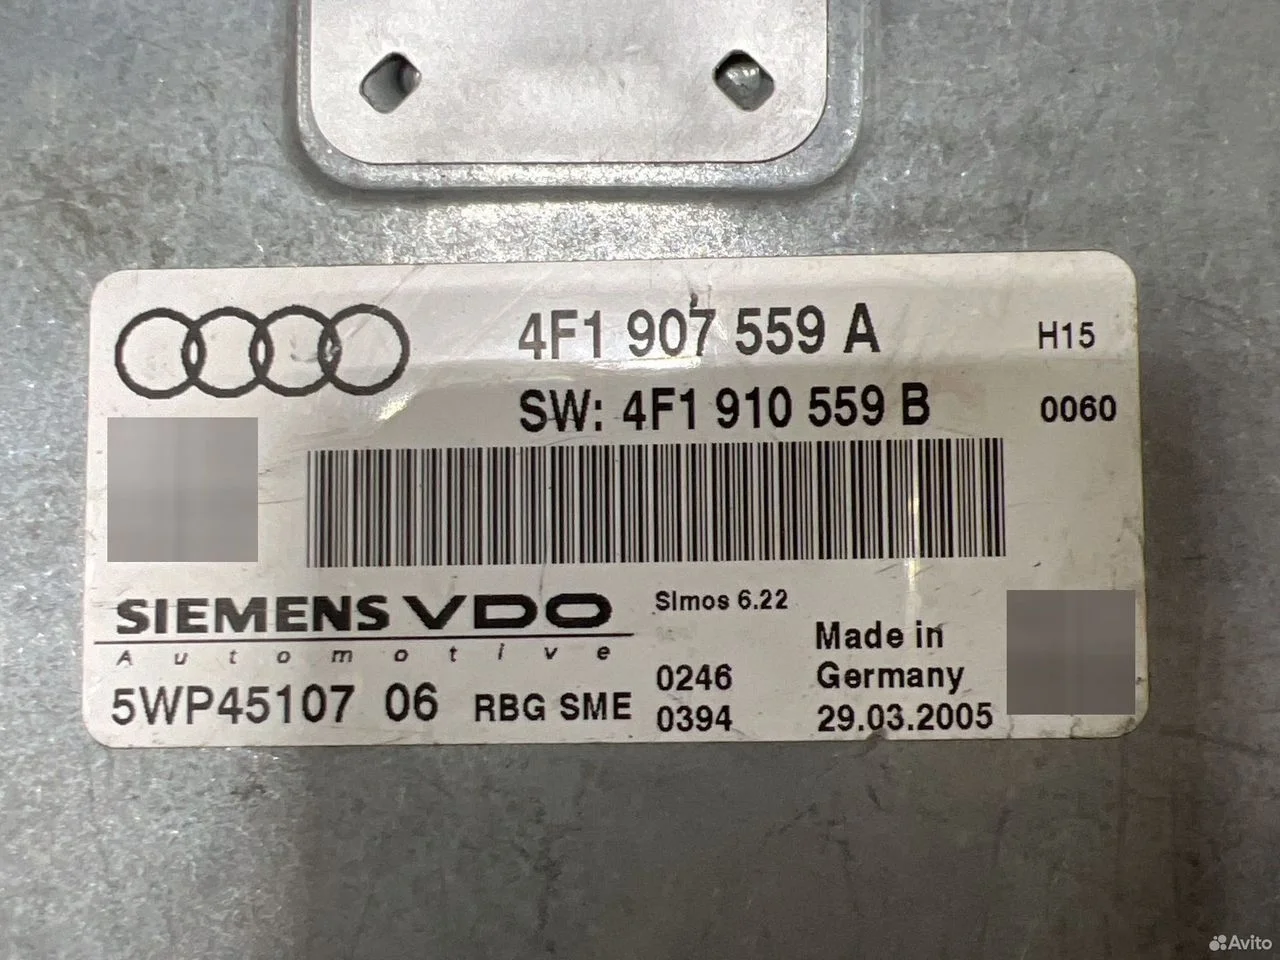 4F1 907 559 A H15
SW: 4F1 910 559 B 0060
SIEMENS VDO
Automotive
Simos 6.22
5WP45107 06 RBG SME
0246
0394
Made in
Germany
29.03.2005
Avito